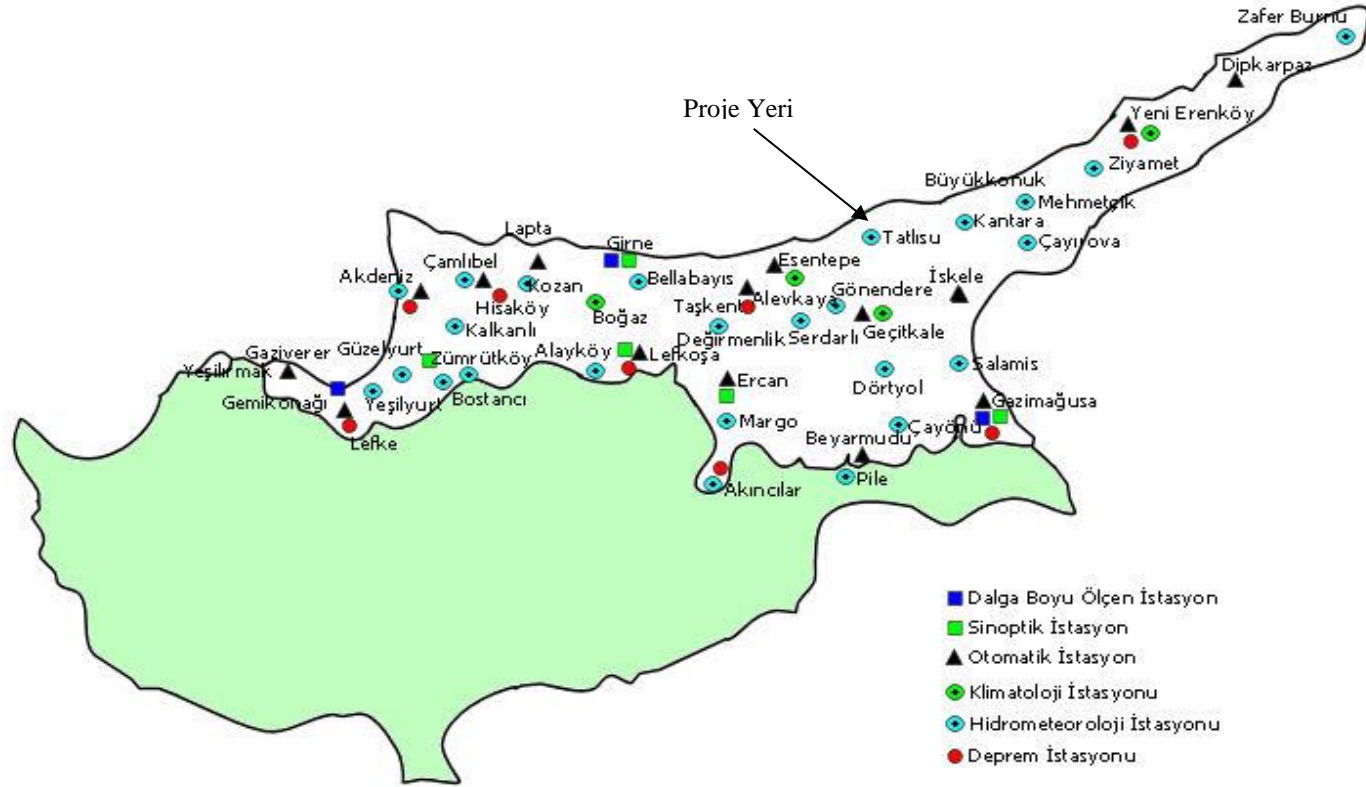 Zafer Burnu
Dipkarpaz
Proje Yeri
Yeni Erenköy
Ziyamet
Büyükkonuk
Mehmetçik
Kantara
Tatlısu
Çayırova
Lapta
Girne
Çamlıbel
Esentepe
Akdeniz
Kozan
Bellabayıs
İskele
Hisaköy
Taşkent
Alevkaya
Gönendere
Boğaz
Kalkanlı
Değirmenlik
Serdarlı
Geçitkale
Gaziverer
Güzelyurt
Zümrütköy
Alayköy
Lefkoşa
Yeşilırmak
Salamis
Dörtyol
Ercan
Gemikonağı
Yeşilyurt
Bostancı
Gazimağusa
Margo
Çayönü
Lefke
Beyarmudu
Pile
Akıncılar
Dalga Boyu Ölçen İstasyon
Sinoptik İstasyon
Otomatik İstasyon
Klimatoloji İstasyonu
Hidrometeoroloji İstasyonu
Deprem İstasyonu